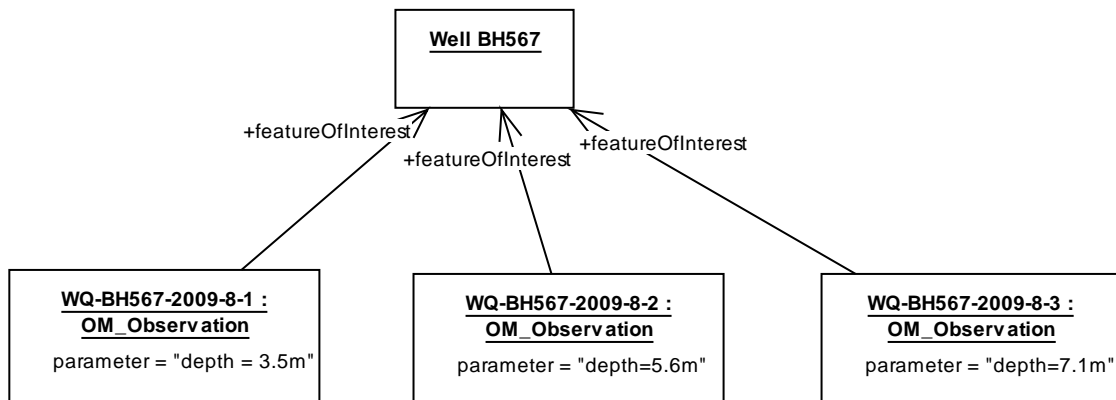 Well BH567
+featureOfInterest
+featureOfInterest
+featureOfInterest
WQ-BH567-2009-8-1 :
OM_Observation
parameter = "depth = 3.5m"
WQ-BH567-2009-8-2 :
OM_Observation
parameter = "depth=5.6m"
WQ-BH567-2009-8-3 :
OM_Observation
parameter = "depth=7.1m"